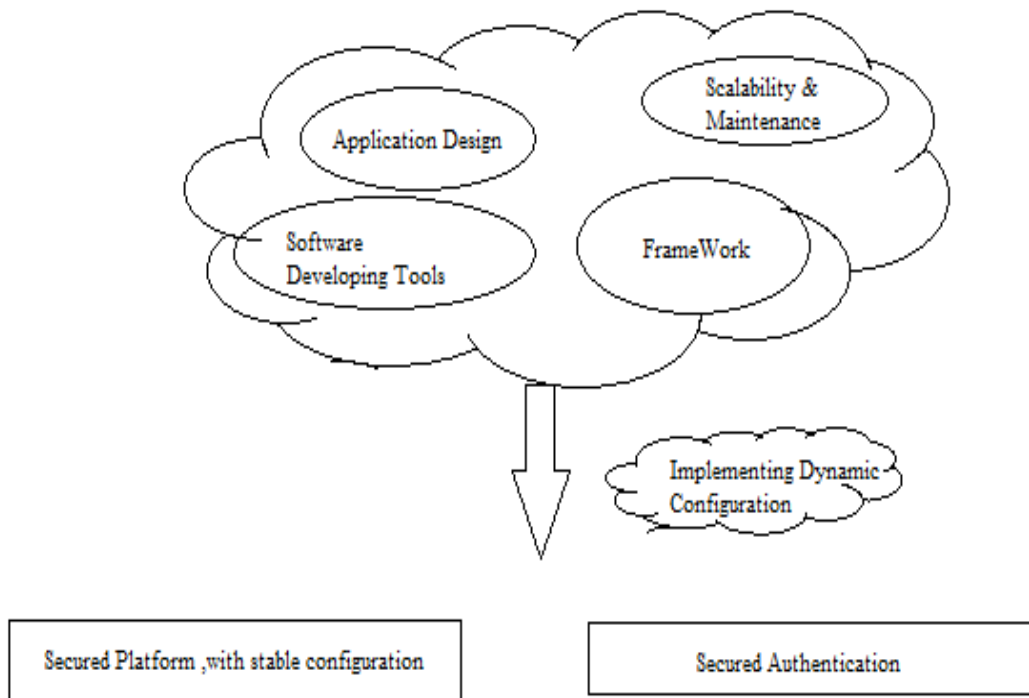 Scalability &
Maintenance
Application Design
Software
Developing Tools
FrameWork
Implementing Dynamic
Configuration
Secured Platform ,with stable configuration
Secured Authentication